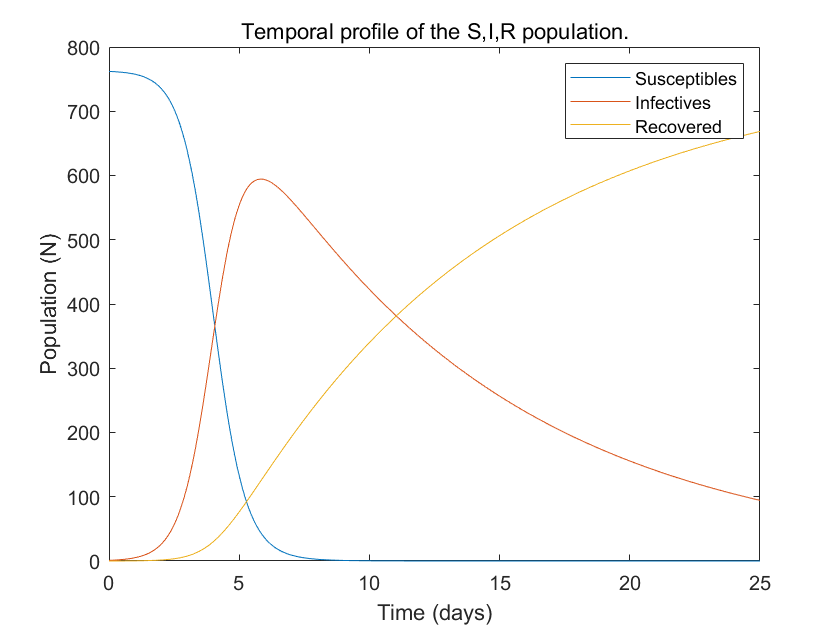 Temporal profile of the S,I,R population.
Susceptibles
Infectives
Recovered
800
700
600
500
400
300
200
100
0
Population (N)
0 5 10 15 20 25
Time (days)